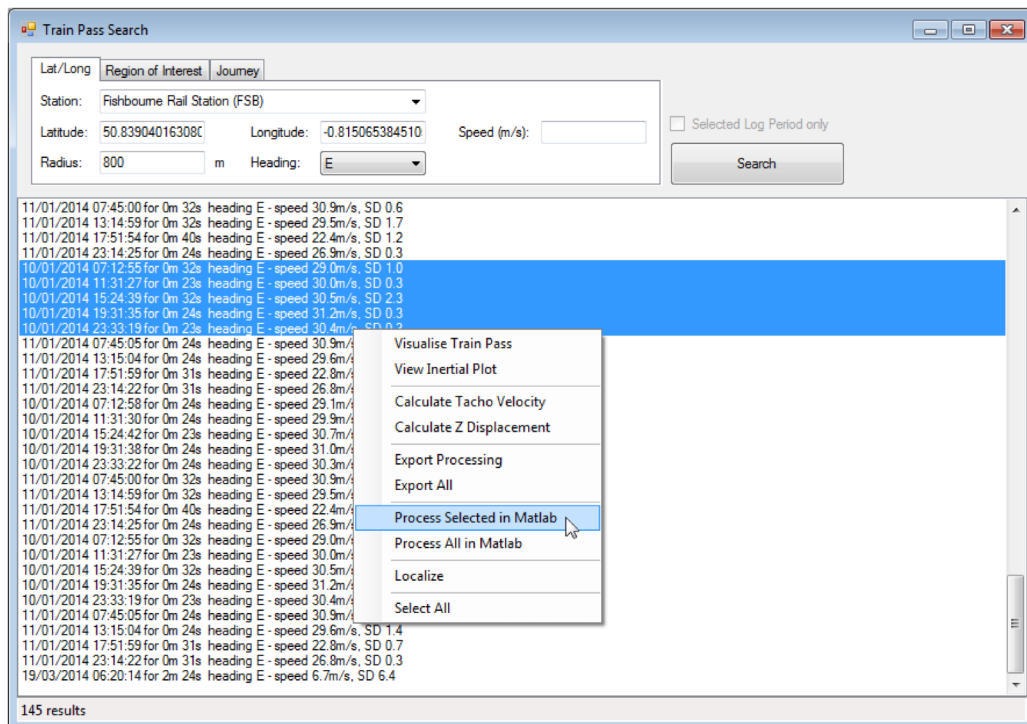 Train Pass Search
Lat/Long Region of Interest Journey
Station: Fishbourne Rail Station (FSB)
Latitude: 50.839040163080 Longitude: -0.815065384510 Speed (m/s):
Selected Log Period only
Radius: 800 m Heading: E
Search
11/01/2014 07:45:00 for 0m 32s heading E - speed 30.9m/s, SD 0.6
11/01/2014 13:14:59 for 0m 32s heading E - speed 29.5m/s, SD 1.7
11/01/2014 17:51:54 for 0m 40s heading E - speed 22.4m/s, SD 1.2
11/01/2014 23:14:25 for 0m 24s heading E - speed 26.9m/s, SD 0.3
10/01/2014 07:12:55 for 0m 32s heading E - speed 29.0m/s, SD 1.0
10/01/2014 11:31:27 for 0m 23s heading E - speed 30.0m/s, SD 0.3
10/01/2014 15:24:39 for 0m 32s heading E - speed 30.5m/s, SD 2.3
10/01/2014 19:31:35 for 0m 24s heading E - speed 31.2m/s, SD 0.3
10/01/2014 23:33:19 for 0m 23s heading E - speed 30.4m/s, SD 0.3
11/01/2014 07:45:05 for 0m 24s heading E - speed 30.9m/
11/01/2014 13:15:04 for 0m 24s heading E - speed 29.6m/
11/01/2014 17:51:59 for 0m 31s heading E - speed 22.8m/
11/01/2014 23:14:22 for 0m 31s heading E - speed 26.8m/
10/01/2014 07:12:58 for 0m 24s heading E - speed 29.1m/
10/01/2014 11:31:30 for 0m 24s heading E - speed 29.9m/
10/01/2014 15:24:42 for 0m 23s heading E - speed 30.7m/
10/01/2014 19:31:38 for 0m 24s heading E - speed 31.0m/
10/01/2014 23:33:22 for 0m 24s heading E - speed 30.3m/
11/01/2014 07:45:00 for 0m 32s heading E - speed 30.9m/
11/01/2014 13:14:59 for 0m 32s heading E - speed 29.5m/
11/01/2014 17:51:54 for 0m 40s heading E - speed 22.4m/
11/01/2014 23:14:25 for 0m 24s heading E - speed 26.9m/
10/01/2014 07:12:55 for 0m 32s heading E - speed 29.0m/
10/01/2014 11:31:27 for 0m 23s heading E - speed 30.0m/
10/01/2014 15:24:39 for 0m 32s heading E - speed 30.5m/
10/01/2014 19:31:35 for 0m 24s heading E - speed 31.2m/
10/01/2014 23:33:19 for 0m 23s heading E - speed 30.4m/
11/01/2014 07:45:05 for 0m 24s heading E - speed 30.9m/
11/01/2014 13:15:04 for 0m 24s heading E - speed 29.6m/s, SD 1.4
11/01/2014 17:51:59 for 0m 31s heading E - speed 22.8m/s, SD 0.7
11/01/2014 23:14:22 for 0m 31s heading E - speed 26.8m/s, SD 0.3
19/03/2014 06:20:14 for 2m 24s heading E - speed 6.7m/s, SD 6.4
Visualise Train Pass
View Inertial Plot
Calculate Tacho Velocity
Calculate Z Displacement
Export Processing
Export All
Process Selected in Matlab
Process All in Matlab
Localize
Select All
145 results